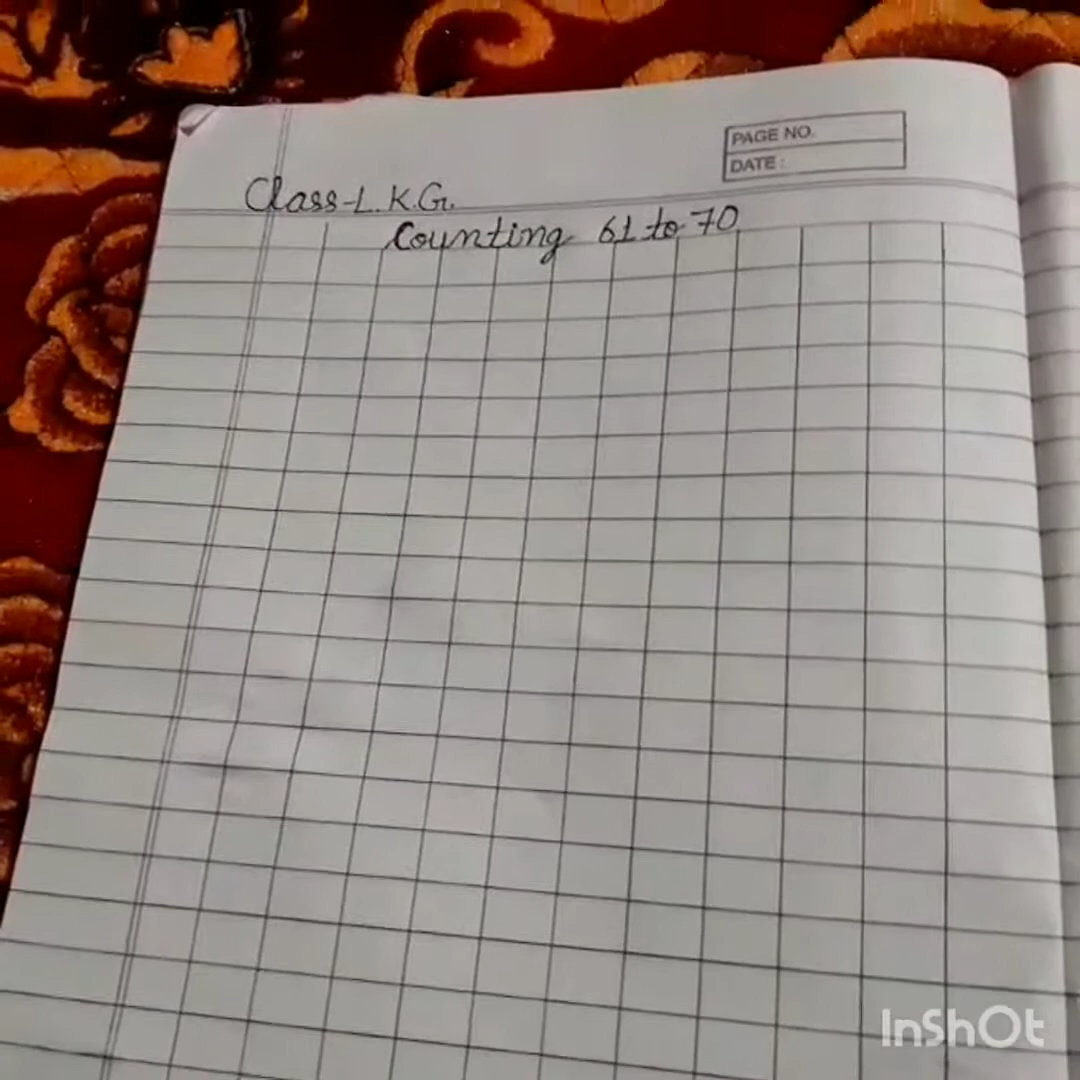 PAGE NO.
DATE :
Class-L.K.G.
Counting 61 to 70
InShOt